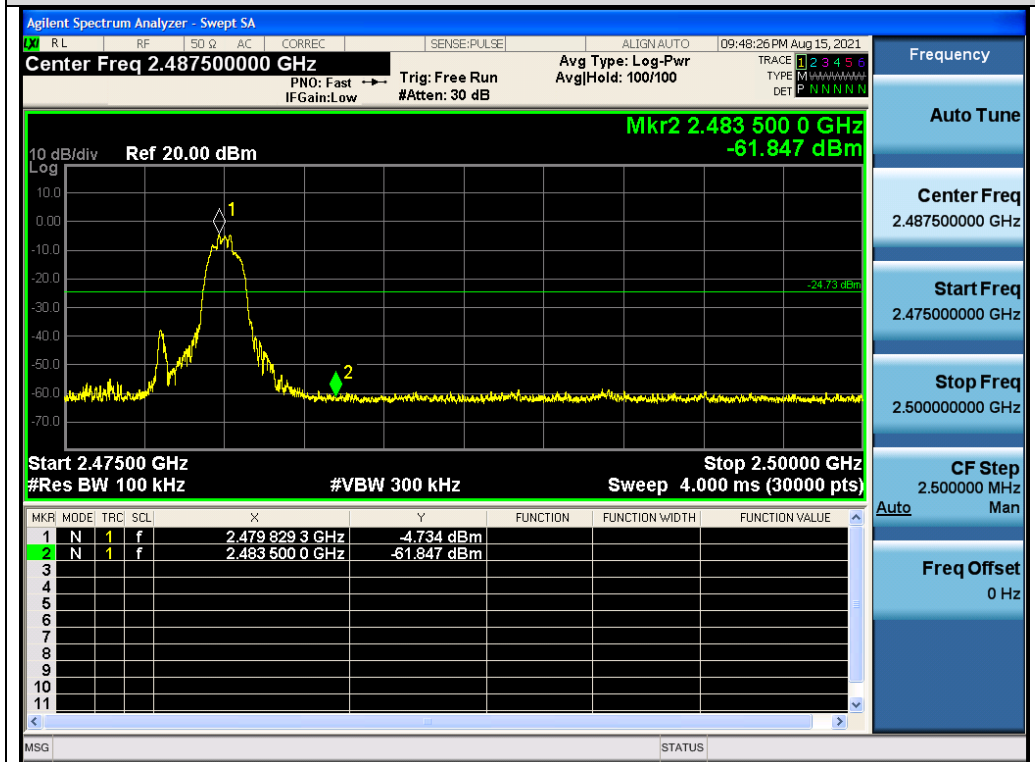 Agilent Spectrum Analyzer - Swept SA
LXI RL RF 50 Ω AC CORREC SENSE:PULSE ALIGN AUTO 09:48:26 PM Aug 15, 2021
Center Freq 2.487500000 GHz
PNO: Fast
IFGain:Low
Trig: Free Run
#Atten: 30 dB
Avg Type: Log-Pwr
Avg|Hold: 100/100
TRACE 1 2 3 4 5 6
TYPE M WWWWW
DET P N N N N N
Mkr2 2.483 500 0 GHz
-61.847 dBm
10 dB/div Ref 20.00 dBm
Log
10.0
0.00
-10.0
-20.0
-30.0
-40.0
-50.0
-60.0
-70.0
1
-24.73 dBm
2
Start 2.47500 GHz Stop 2.50000 GHz
#Res BW 100 kHz #VBW 300 kHz Sweep 4.000 ms (30000 pts)
MKR MODE TRC SCL X Y FUNCTION FUNCTION WIDTH FUNCTION VALUE
1 N 1 f 2.479 829 3 GHz -4.734 dBm
2 N 1 f 2.483 500 0 GHz -61.847 dBm
3
4
5
6
7
8
9
10
11
MSG STATUS
Frequency
Auto Tune
Center Freq
2.487500000 GHz
Start Freq
2.475000000 GHz
Stop Freq
2.500000000 GHz
CF Step
2.500000 MHz
Auto Man
Freq Offset
0 Hz